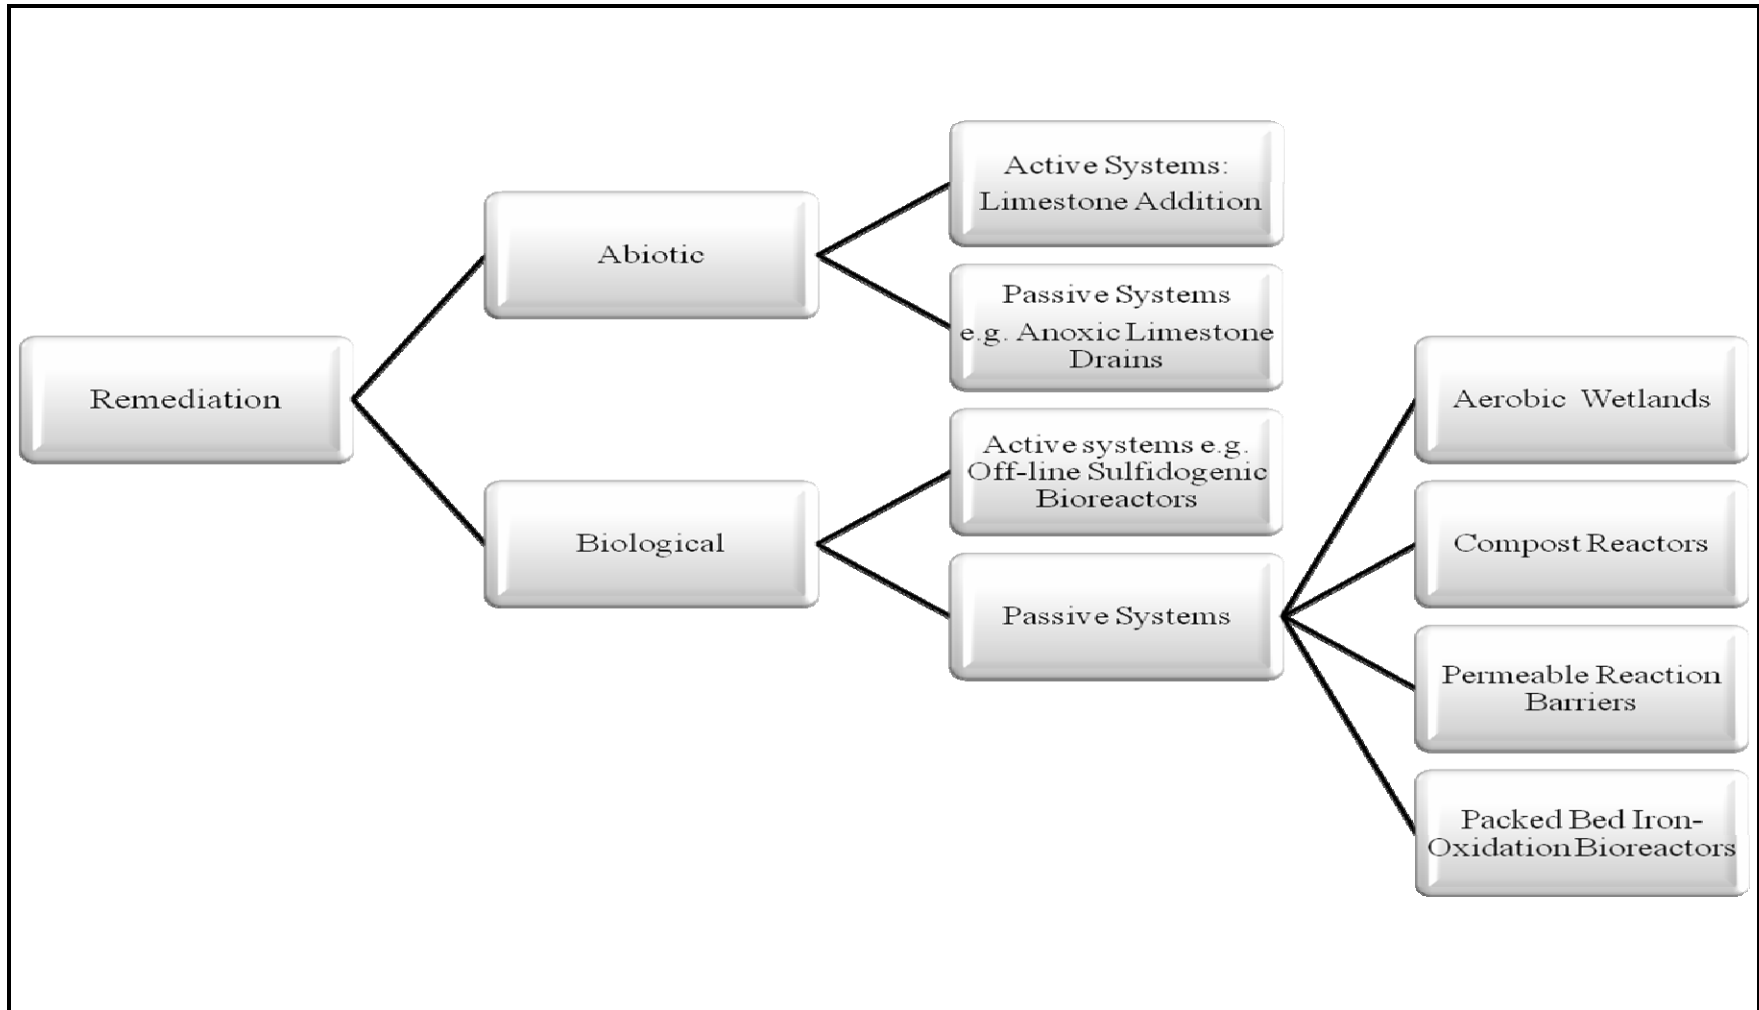 Remediation
Abiotic
Biological
Active Systems:
Limestone Addition
Passive Systems
e.g. Anoxic Limestone
Drains
Active systems e.g.
Off-line Sulfidogenic
Bioreactors
Passive Systems
Aerobic Wetlands
Compost Reactors
Permeable Reaction
Barriers
Packed Bed Iron-
Oxidation Bioreactors